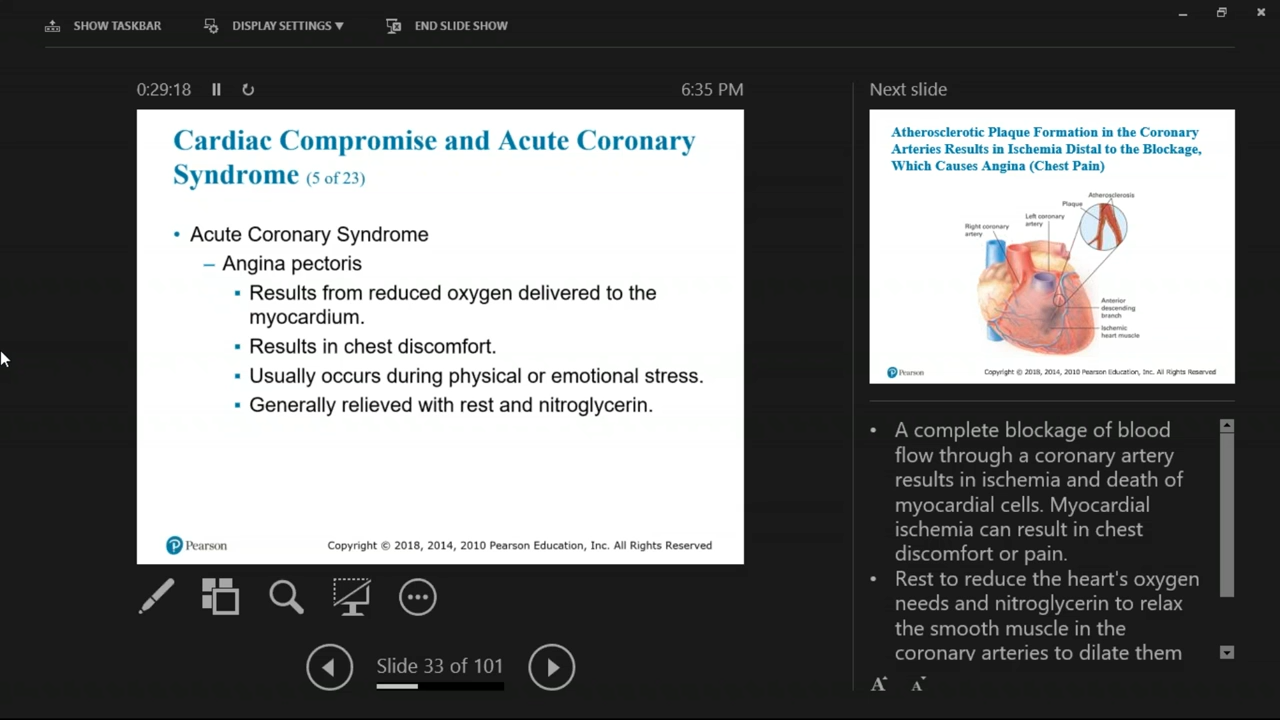 SHOW TASKBAR
DISPLAY SETTINGS ▼
END SLIDE SHOW
0:29:18
6:35 PM
Cardiac Compromise and Acute Coronary
Syndrome (5 of 23)
• Acute Coronary Syndrome
– Angina pectoris
▪ Results from reduced oxygen delivered to the
myocardium.
▪ Results in chest discomfort.
▪ Usually occurs during physical or emotional stress.
▪ Generally relieved with rest and nitroglycerin.
Pearson
Copyright © 2018, 2014, 2010 Pearson Education, Inc. All Rights Reserved
Slide 33 of 101
Next slide
Atherosclerotic Plaque Formation in the Coronary
Arteries Results in Ischemia Distal to the Blockage,
Which Causes Angina (Chest Pain)
Atherosclerosis
Plaque
Left coronary
artery
Right coronary
artery
Anterior
descending
branch
Ischemic
heart muscle
Pearson
Copyright © 2018, 2014, 2010 Pearson Education, Inc. All Rights Reserved
• A complete blockage of blood
flow through a coronary artery
results in ischemia and death of
myocardial cells. Myocardial
ischemia can result in chest
discomfort or pain.
• Rest to reduce the heart's oxygen
needs and nitroglycerin to relax
the smooth muscle in the
coronary arteries to dilate them
A A